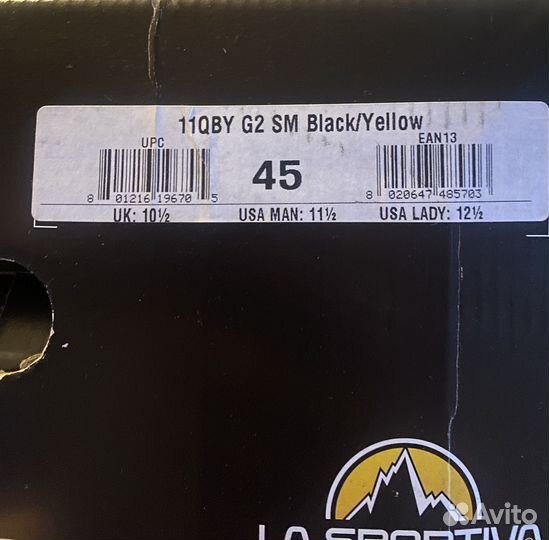 11QBY G2 SM Black/Yellow
UPC
EAN13
45
8 01216 19670 5
8 020647 485703
UK: 10½
USA MAN: 11½
USA LADY: 12½
LA SPORTIVA
Avito